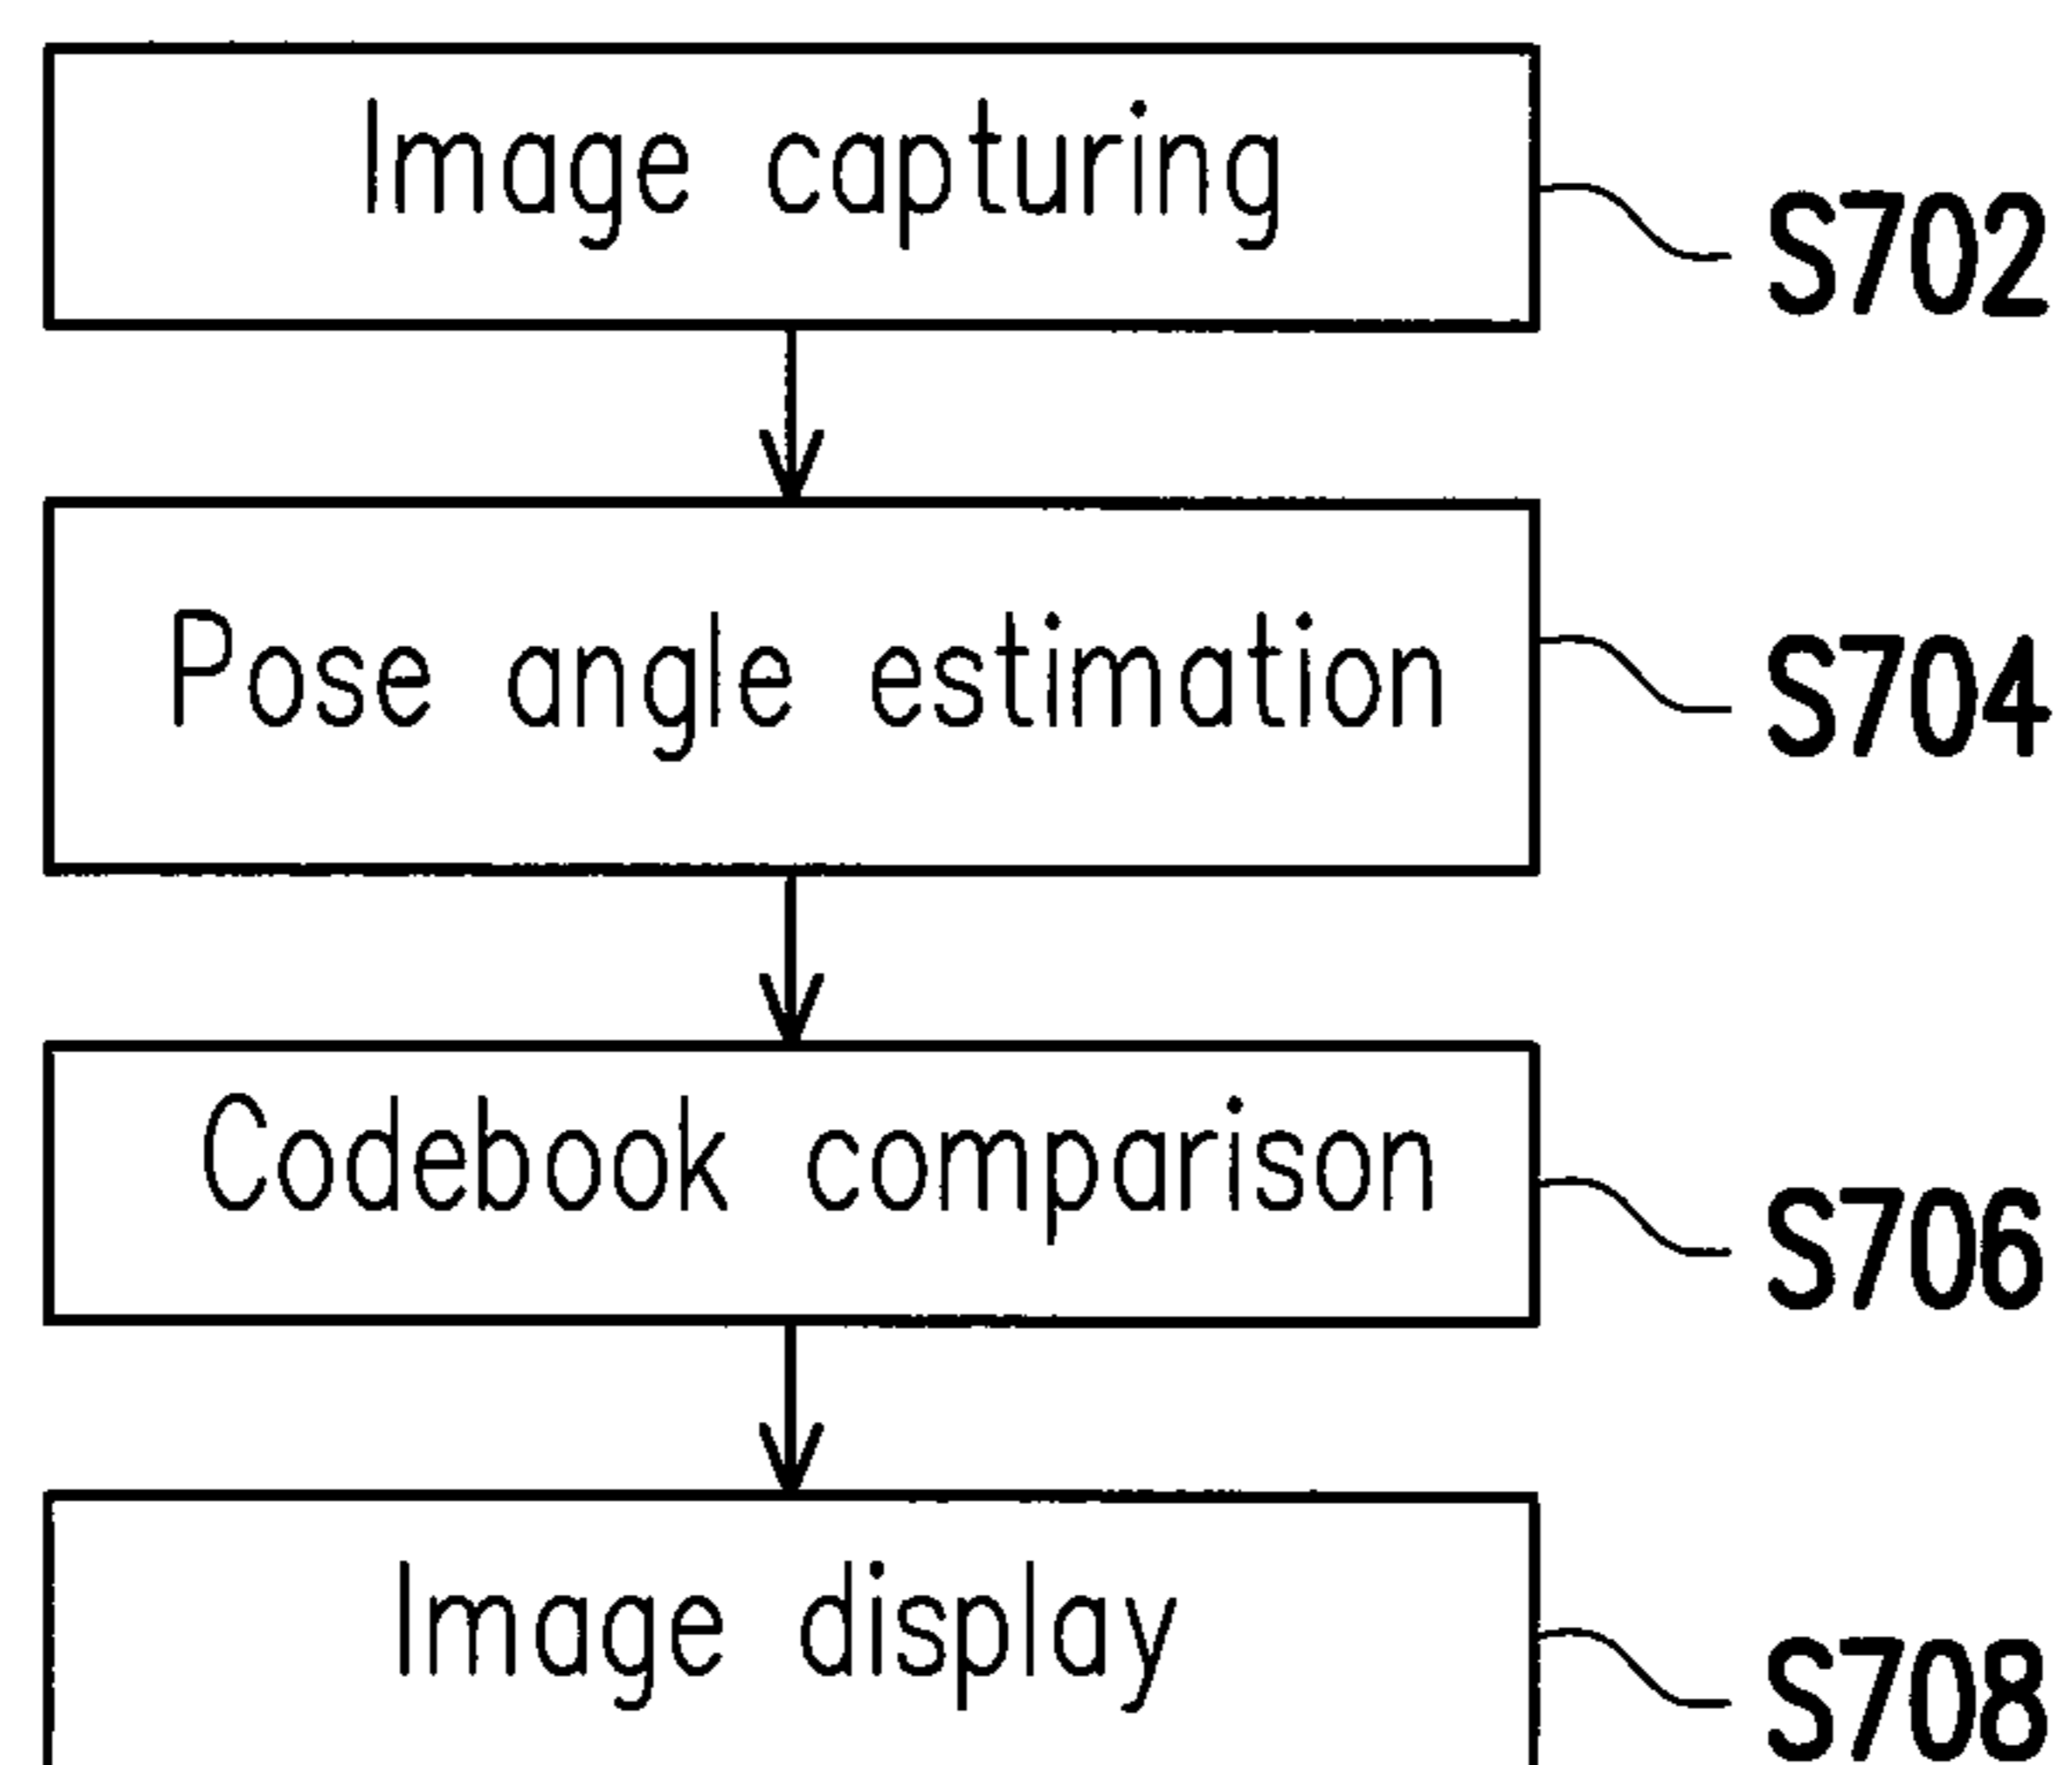 Image capturing
S702
Pose angle estimation
S704
Codebook comparison
S706
Image display
S708